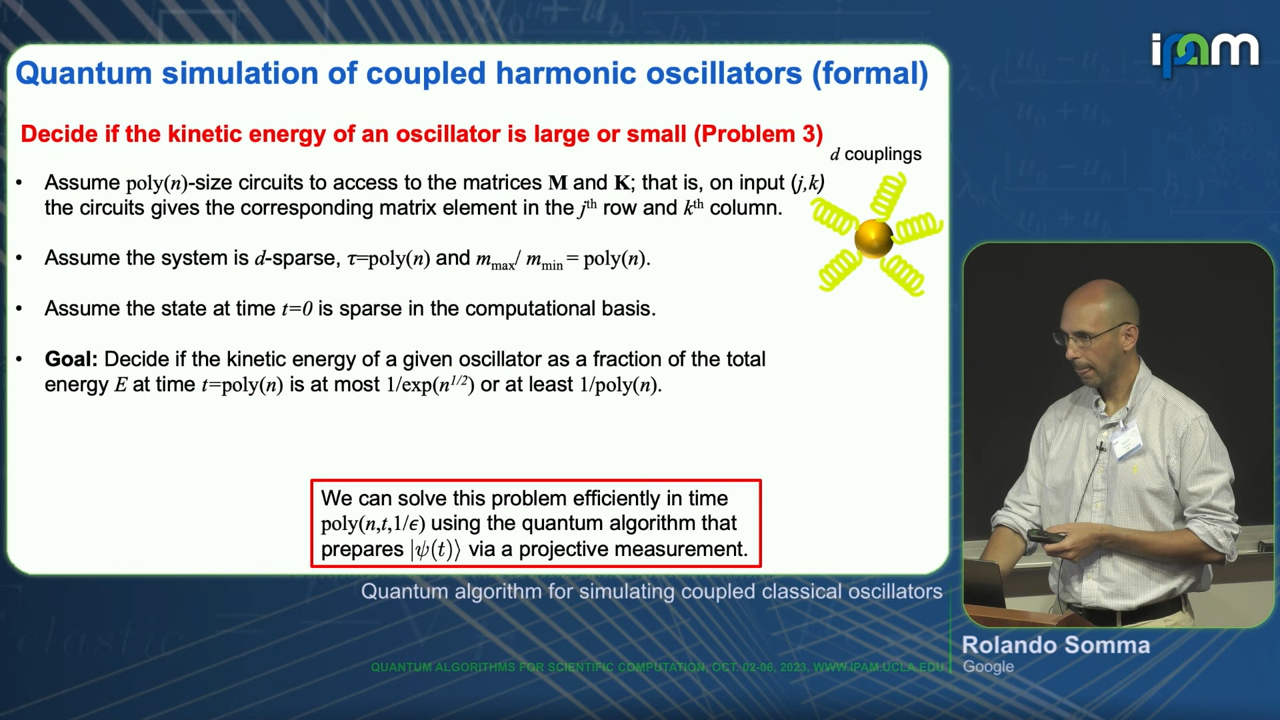 ipam
Quantum simulation of coupled harmonic oscillators (formal)
Decide if the kinetic energy of an oscillator is large or small (Problem 3)
d couplings
• Assume poly(n)-size circuits to access to the matrices M and K; that is, on input (j,k)
the circuits gives the corresponding matrix element in the jth row and kth column.
• Assume the system is d-sparse, τ=poly(n) and mmax/ mmin = poly(n).
• Assume the state at time t=0 is sparse in the computational basis.
• Goal: Decide if the kinetic energy of a given oscillator as a fraction of the total
energy E at time t=poly(n) is at most 1/exp(n1/2) or at least 1/poly(n).
We can solve this problem efficiently in time
poly(n,t,1/ϵ) using the quantum algorithm that
prepares |ψ(t)⟩ via a projective measurement.
Quantum algorithm for simulating coupled classical oscillators
Rolando Somma
Google
QUANTUM ALGORITHMS FOR SCIENTIFIC COMPUTATION, OCT. 02-06, 2023, WWW.IPAM.UCLA.EDU
elastic